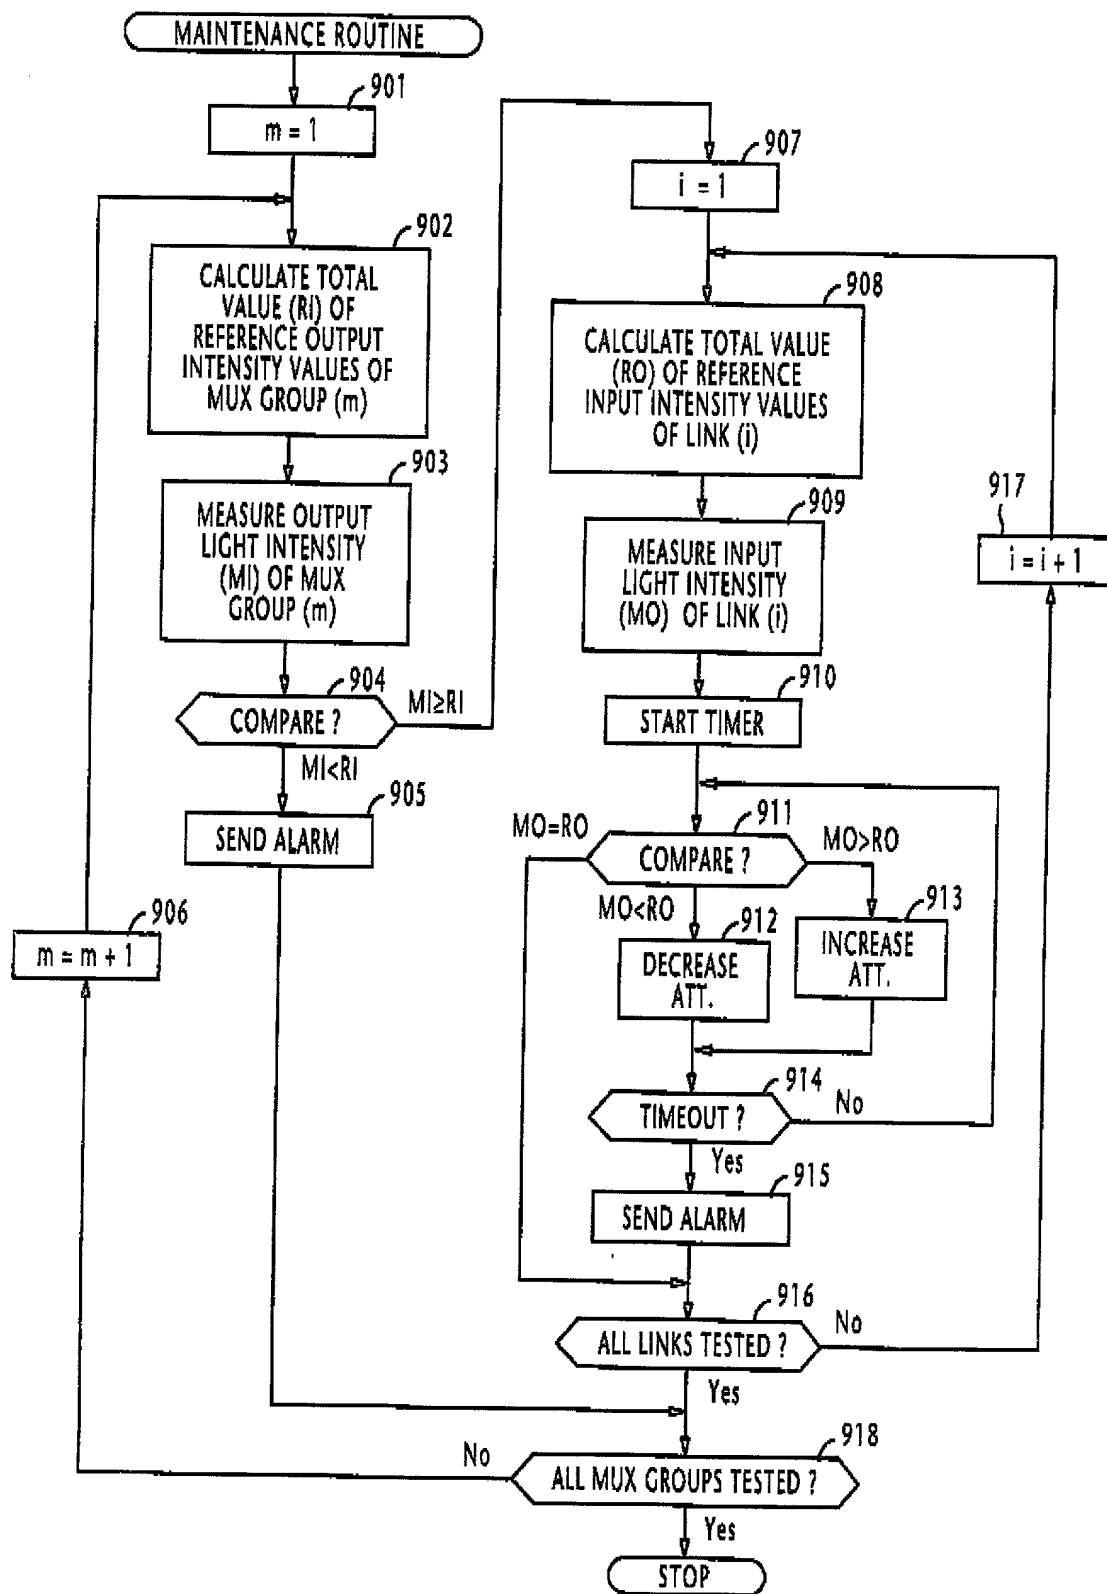 MAINTENANCE ROUTINE
901
m = 1
902
CALCULATE TOTAL
VALUE (RI) OF
REFERENCE OUTPUT
INTENSITY VALUES OF
MUX GROUP (m)
903
MEASURE OUTPUT
LIGHT INTENSITY
(MI) OF MUX
GROUP (m)
904
COMPARE ?
MI≥RI
MI<RI
905
SEND ALARM
906
m = m + 1
907
i = 1
908
CALCULATE TOTAL VALUE
(RO) OF REFERENCE
INPUT INTENSITY VALUES
OF LINK (i)
909
MEASURE INPUT
LIGHT INTENSITY
(MO) OF LINK (i)
910
START TIMER
911
MO=RO
COMPARE ?
MO>RO
MO<RO
912
DECREASE
ATT.
913
INCREASE
ATT.
914
TIMEOUT ?
No
Yes
915
SEND ALARM
916
ALL LINKS TESTED ?
No
Yes
917
i = i + 1
918
No
ALL MUX GROUPS TESTED ?
Yes
STOP